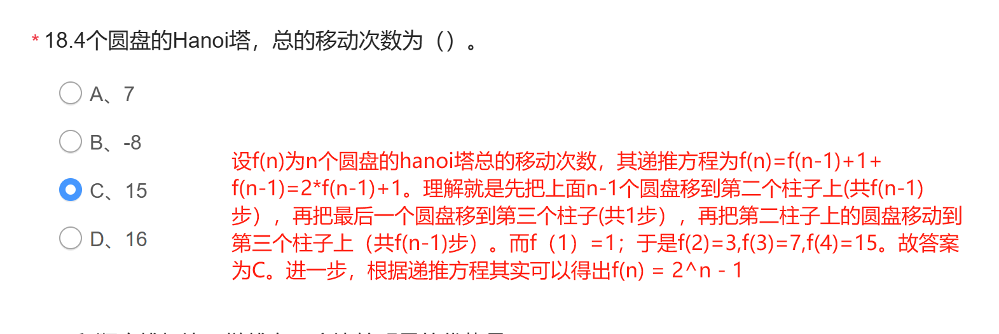 * 18.4个圆盘的Hanoi塔，总的移动次数为（）。
A、7
B、-8
C、15
D、16
设f(n)为n个圆盘的hanoi塔总的移动次数，其递推方程为f(n)=f(n-1)+1+
f(n-1)=2*f(n-1)+1。理解就是先把上面n-1个圆盘移到第二个柱子上(共f(n-1)
步），再把最后一个圆盘移到第三个柱子(共1步），再把第二柱子上的圆盘移动到
第三个柱子上（共f(n-1)步）。而f（1）=1；于是f(2)=3,f(3)=7,f(4)=15。故答案
为C。进一步，根据递推方程其实可以得出f(n) = 2^n - 1